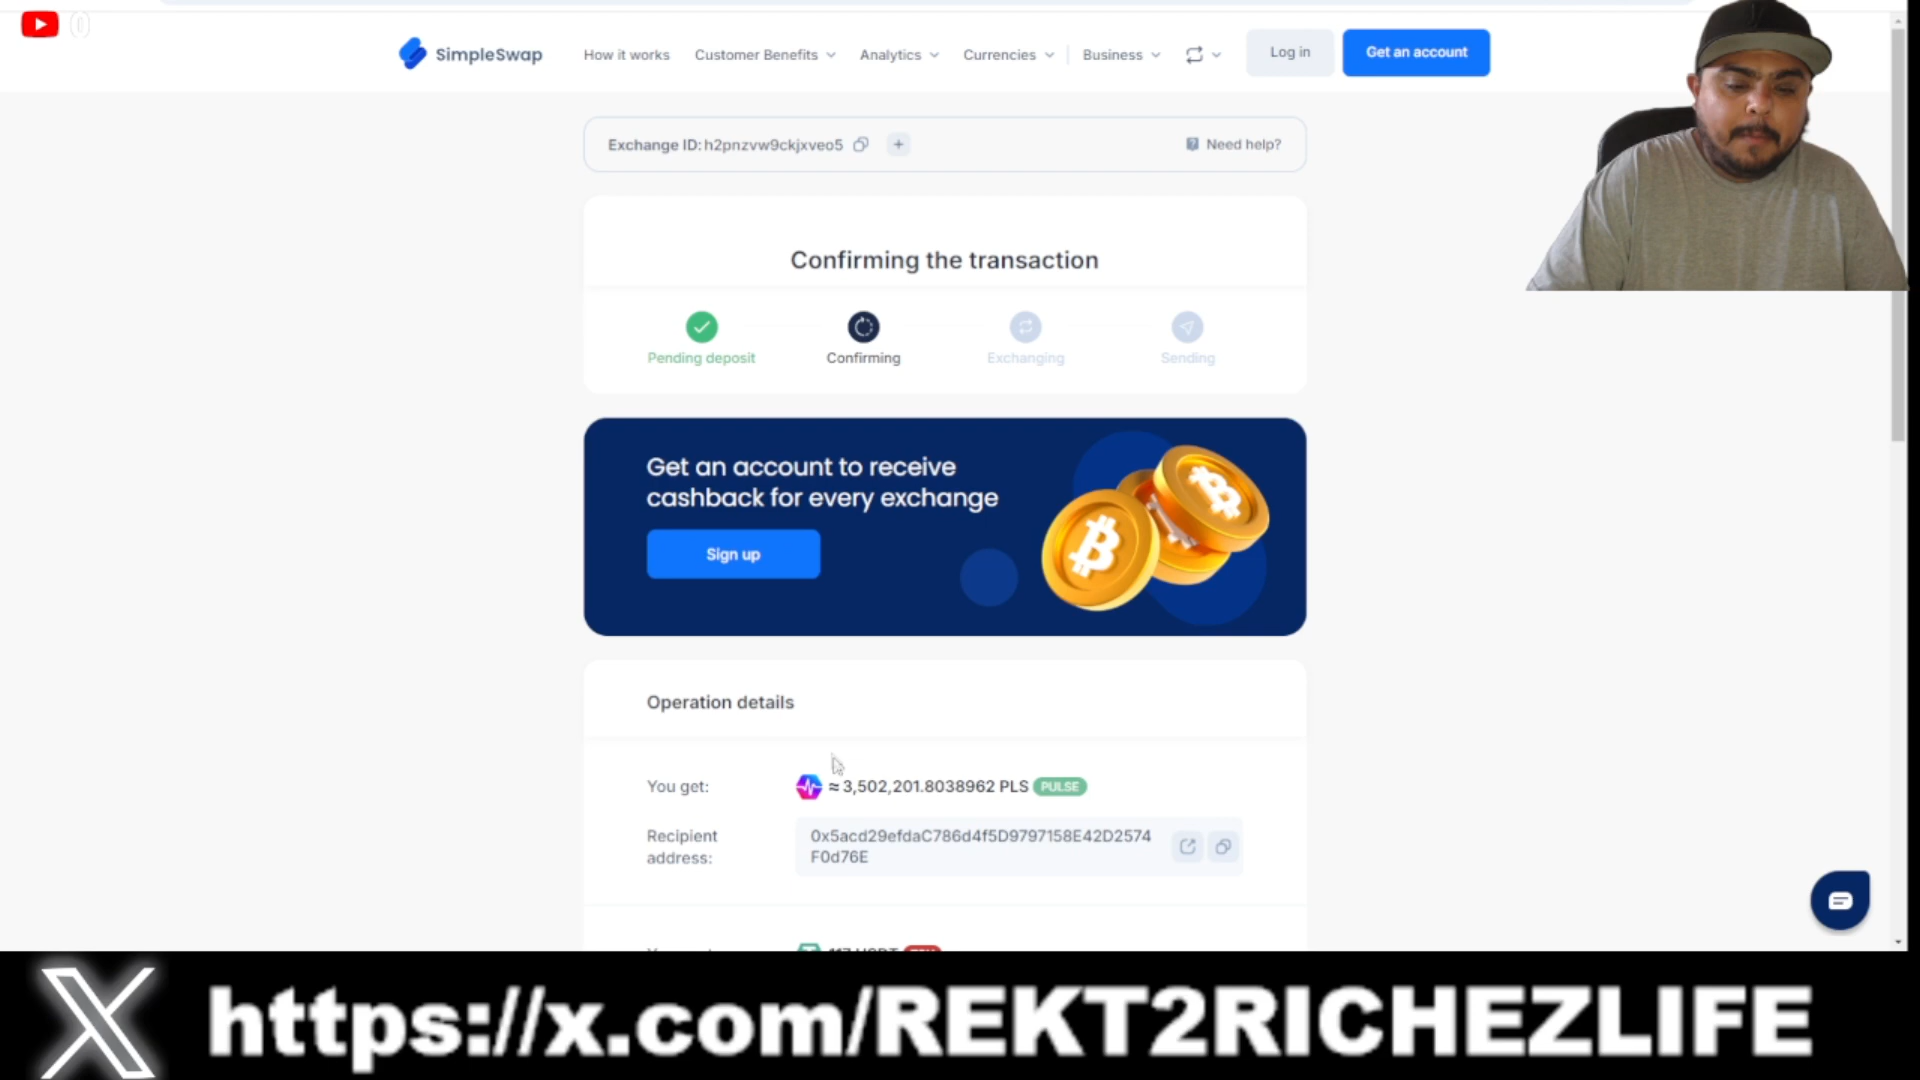 0
SimpleSwap How it works Customer Benefits Analytics Currencies Business Log in Get an account
Exchange ID: h2pnzvw9ckjxveo5 + Need help?
Confirming the transaction
Pending deposit Confirming Exchanging Sending
Get an account to receive
cashback for every exchange
Sign up
Operation details
You get: ≈ 3,502,201.8038962 PLS PULSE
Recipient address: 0x5acd29efdaC786d4f5D9797158E42D2574
F0d76E
https://x.com/REKT2RICHEZLIFE